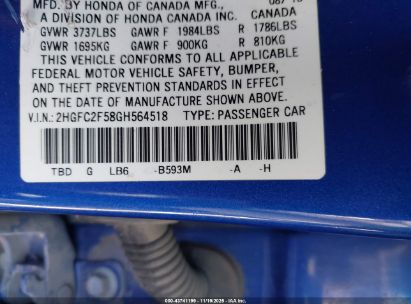 MFD. BY HONDA OF CANADA MFG.,
A DIVISION OF HONDA CANADA INC. CANADA
GVWR 3737LBS GAWR F 1984LBS R 1786LBS
GVWR 1695KG GAWR F 900KG R 810KG
THIS VEHICLE CONFORMS TO ALL APPLICABLE
FEDERAL MOTOR VEHICLE SAFETY, BUMPER,
AND THEFT PREVENTION STANDARDS IN EFFECT
ON THE DATE OF MANUFACTURE SHOWN ABOVE.
V.I.N.: 2HGFC2F58GH564518 TYPE: PASSENGER CAR
TBD G LB6 -B593M -A -H